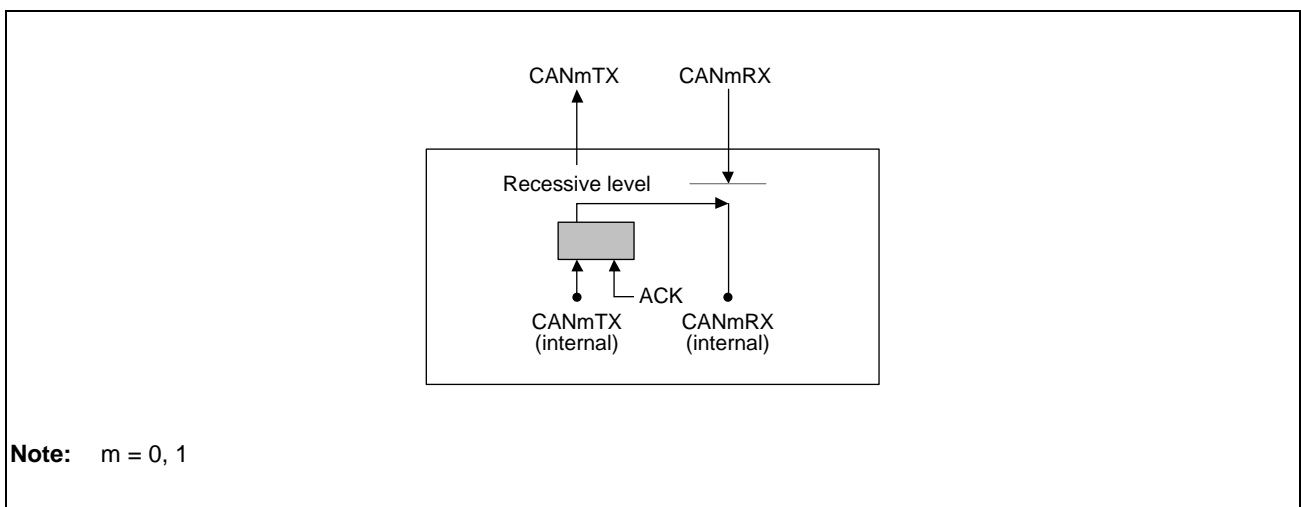 CANmTX CANmRX
Recessive level
ACK
CANmTX
(internal)
CANmRX
(internal)
Note: m = 0, 1